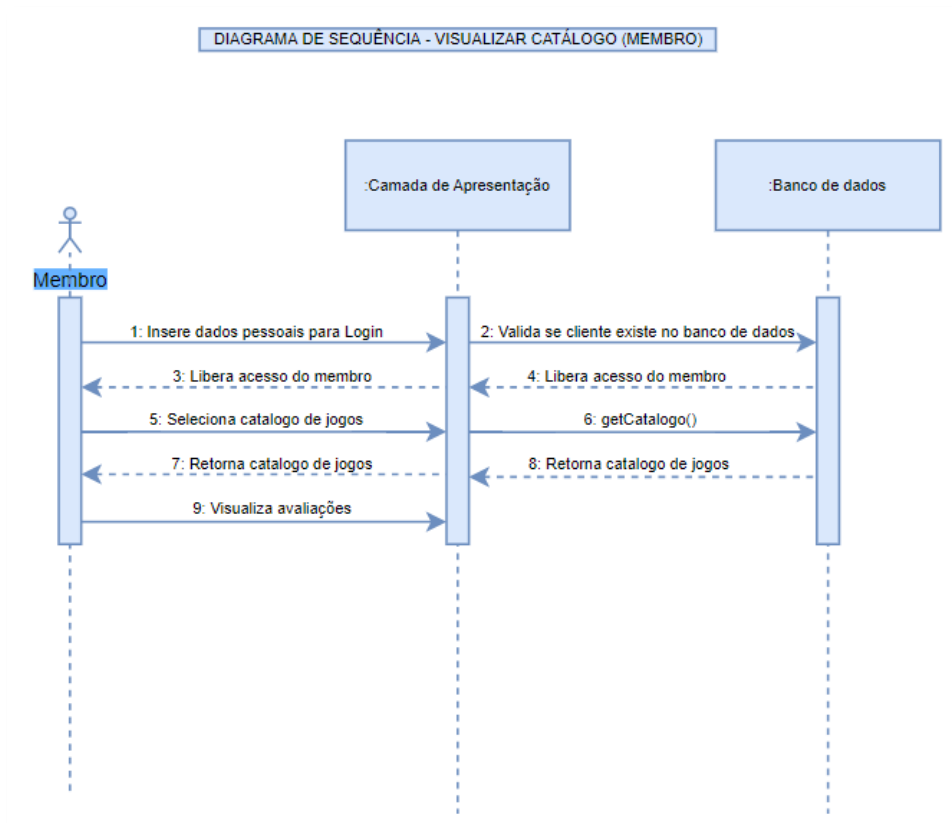 DIAGRAMA DE SEQUÊNCIA - VISUALIZAR CATÁLOGO (MEMBRO)
:Camada de Apresentação
:Banco de dados
Membro
1: Insere dados pessoais para Login
2: Valida se cliente existe no banco de dados
3: Libera acesso do membro
4: Libera acesso do membro
5: Seleciona catalogo de jogos
6: getCatalogo()
7: Retorna catalogo de jogos
8: Retorna catalogo de jogos
9: Visualiza avaliações